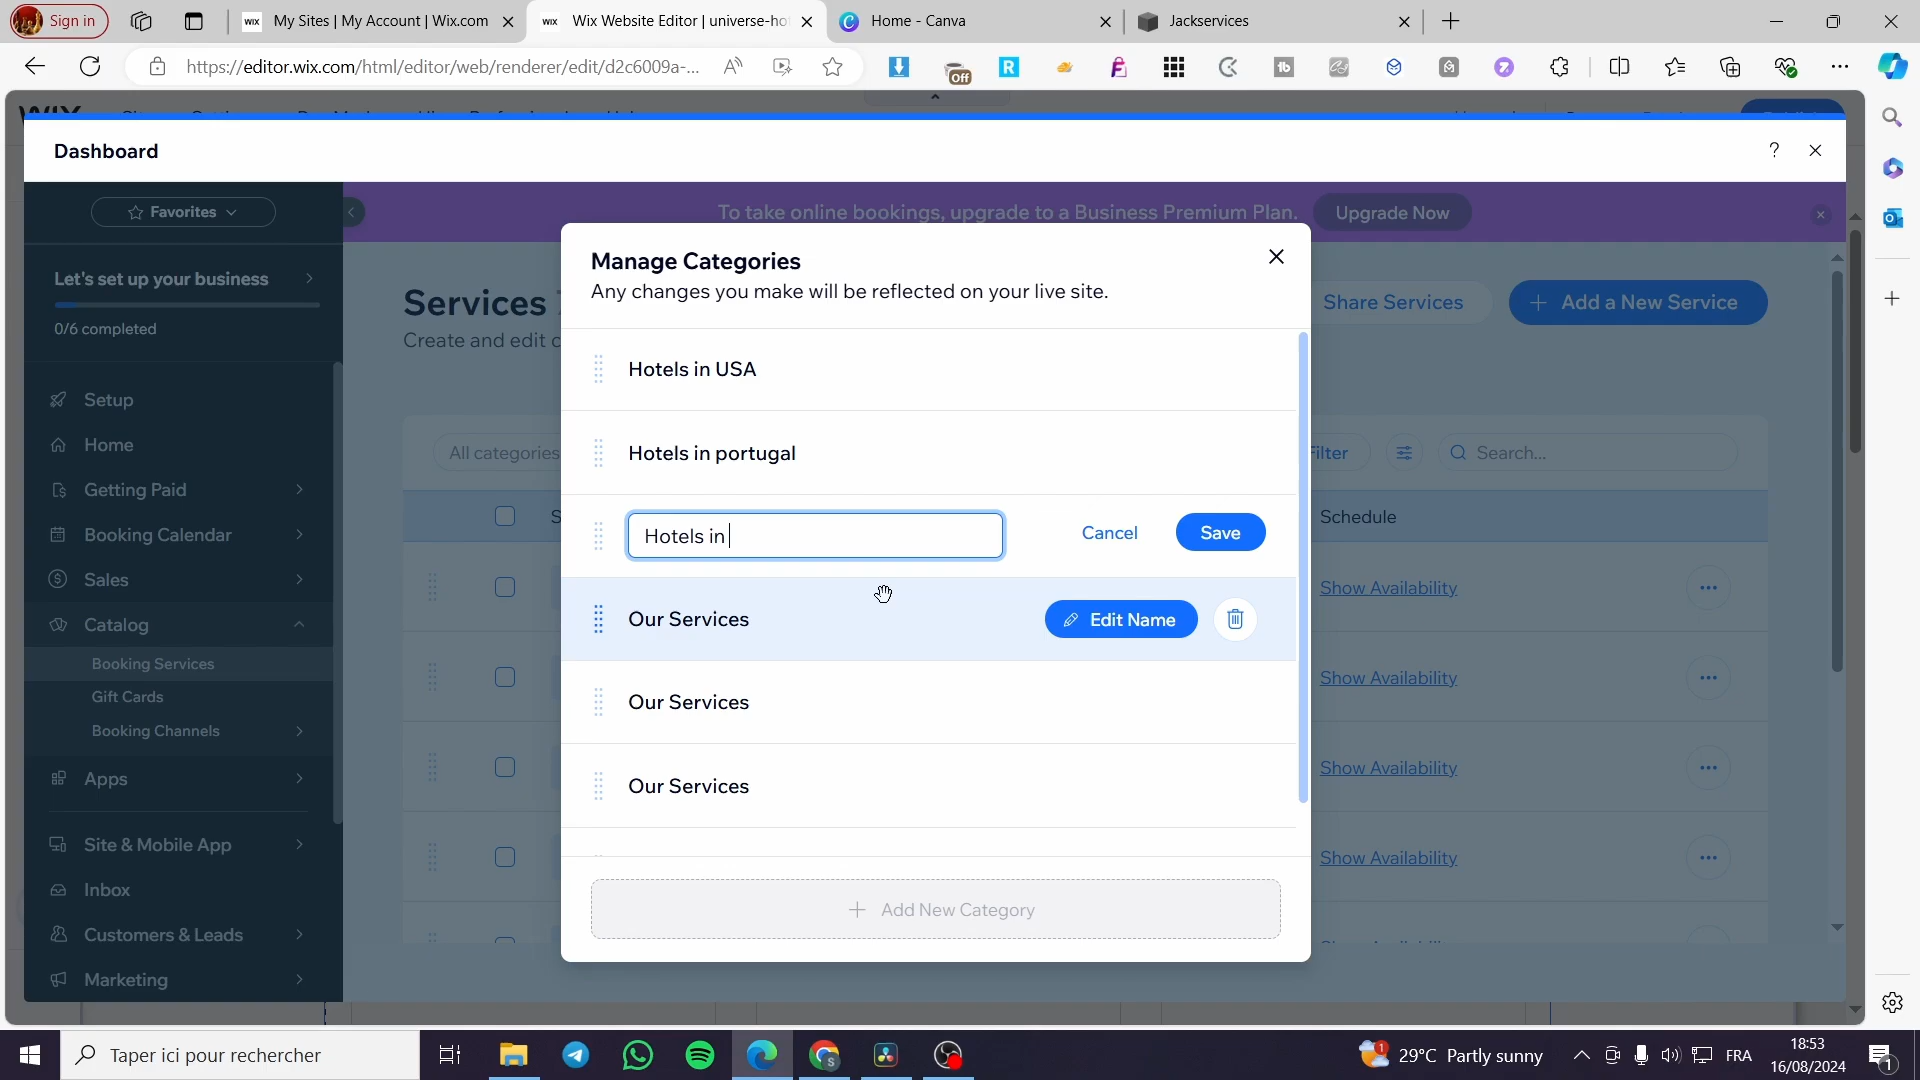 Sign in
My Sites | My Account | Wix.com
Wix Website Editor | universe-ho
Home - Canva
Jackservices
https://editor.wix.com/html/editor/web/renderer/edit/d2c6009a-...
Off
Dashboard
?
Favorites
To take online bookings, upgrade to a Business Premium Plan.
Upgrade Now
Let's set up your business
0/6 completed
Services
Create and edit c
Share Services
+ Add a New Service
Manage Categories
Any changes you make will be reflected on your live site.
Hotels in USA
Hotels in portugal
Hotels in
Cancel
Save
Our Services
Edit Name
Our Services
Our Services
+ Add New Category
All categories
Filter
Search...
Schedule
Show Availability
Show Availability
Show Availability
Show Availability
Setup
Home
Getting Paid
Booking Calendar
Sales
Catalog
Booking Services
Gift Cards
Booking Channels
Apps
Site & Mobile App
Inbox
Customers & Leads
Marketing
Taper ici pour rechercher
29°C Partly sunny
FRA
18:53
16/08/2024
1